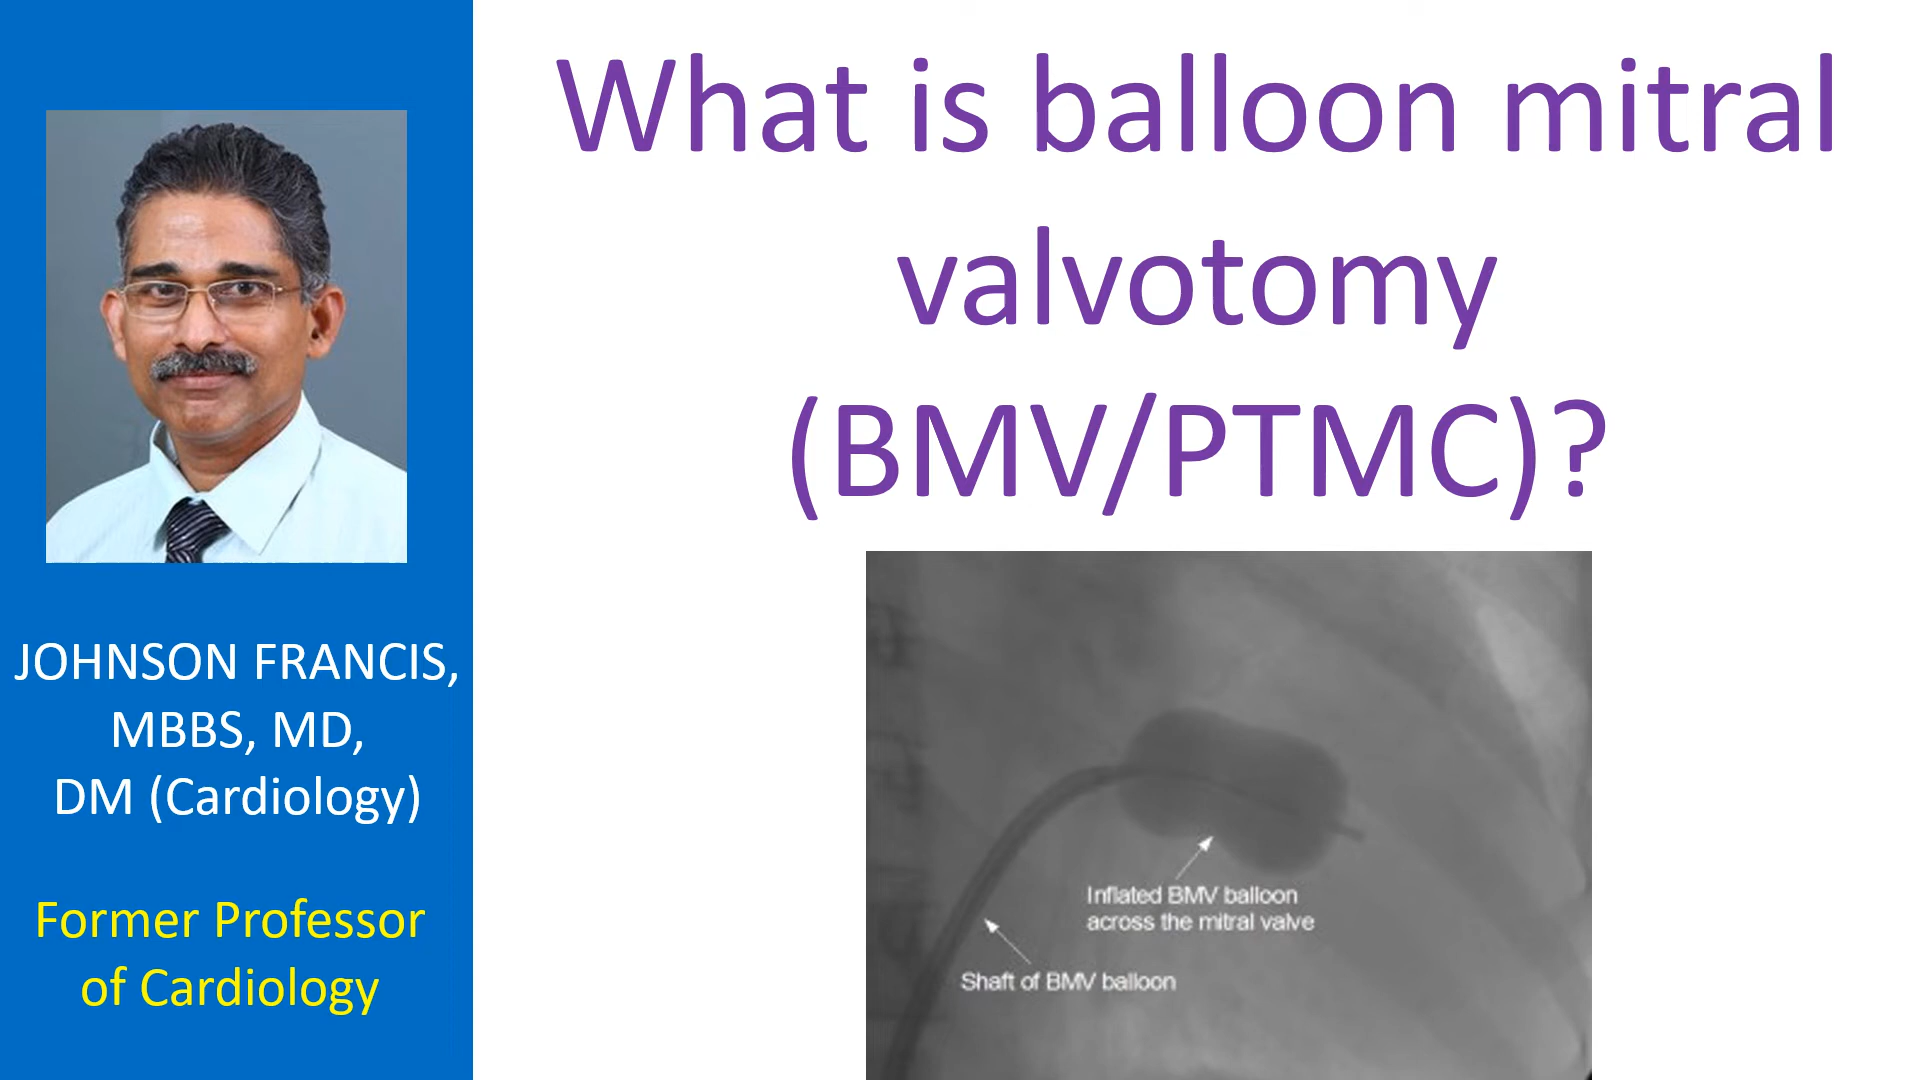 What is balloon mitral
valvotomy
(BMV/PTMC)?
JOHNSON FRANCIS,
MBBS, MD,
DM (Cardiology)
Former Professor
of Cardiology
Inflated BMV balloon
across the mitral valve
Shaft of BMV balloon